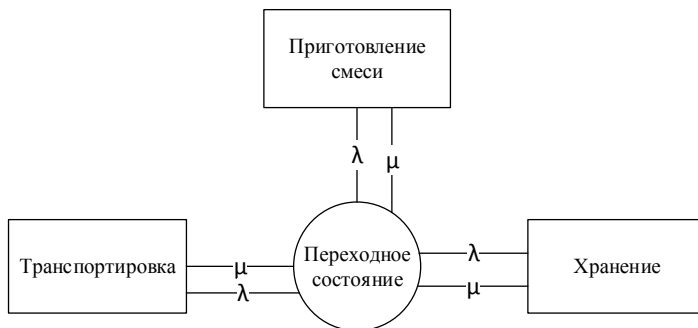 Приготовление
смеси
λ μ
Транспортировка
μ
λ
Переходное
состояние
λ
μ
Хранение